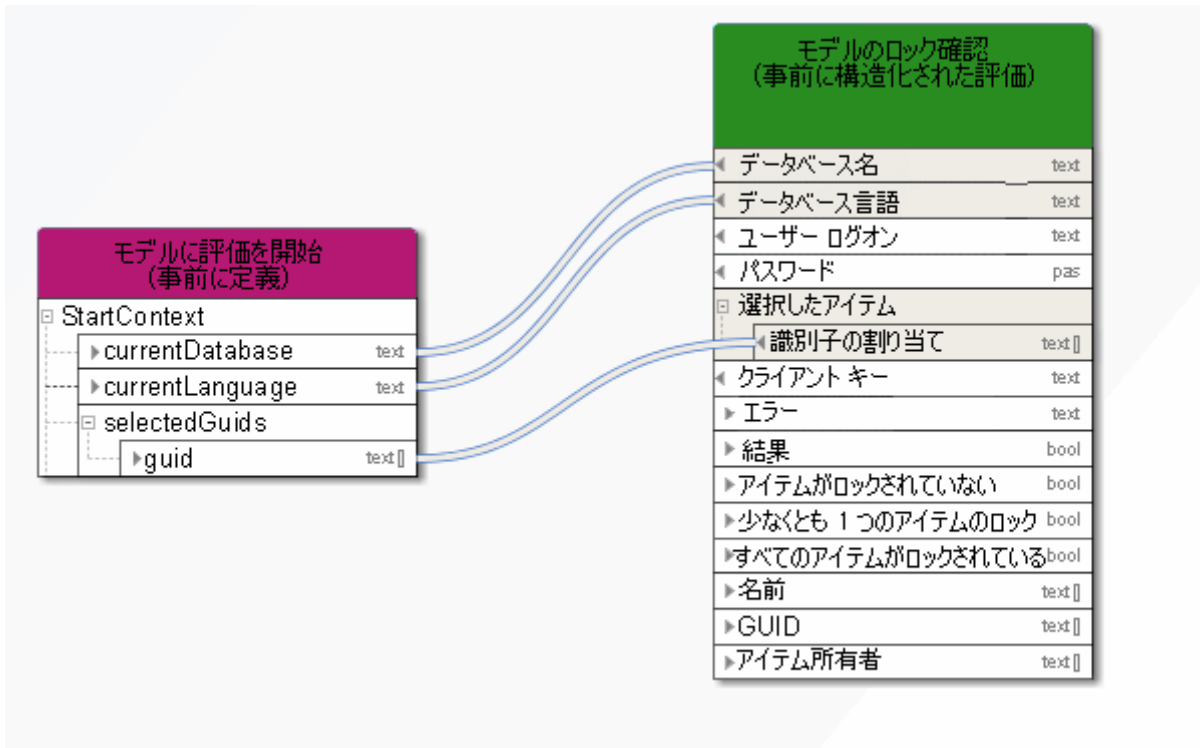 モデルのロック確認
(事前に構造化された評価)
データベース名 text
データベース言語 text
ユーザー ログオン text
パスワード pas
選択したアイテム
識別子の割り当て text[]
クライアント キー text
エラー text
結果 bool
アイテムがロックされていない bool
少なくとも 1 つのアイテムのロック bool
すべてのアイテムがロックされている bool
名前 text[]
GUID text[]
アイテム所有者 text[]
モデルに評価を開始
(事前に定義)
StartContext
currentDatabase text
currentLanguage text
selectedGuids
guid text[]